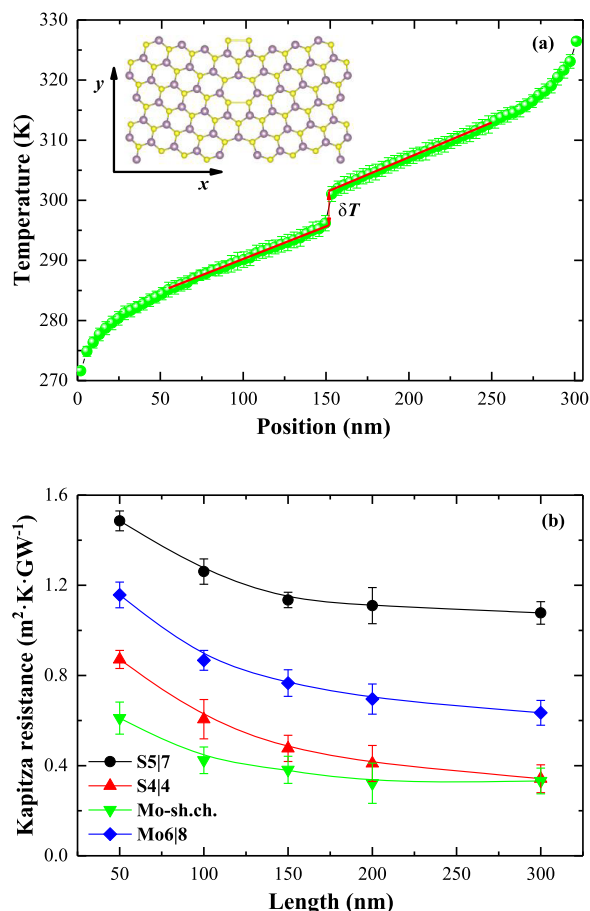 330
320
310
300
290
280
270
Temperature (K)
(a)
y
x
δT
0
50
100
150
200
250
300
Position (nm)
1.6
1.2
0.8
0.4
0.0
Kapitza resistance (m²·K·GW⁻¹)
(b)
S5|7
S4|4
Mo-sh.ch.
Mo6|8
50
100
150
200
250
300
Length (nm)